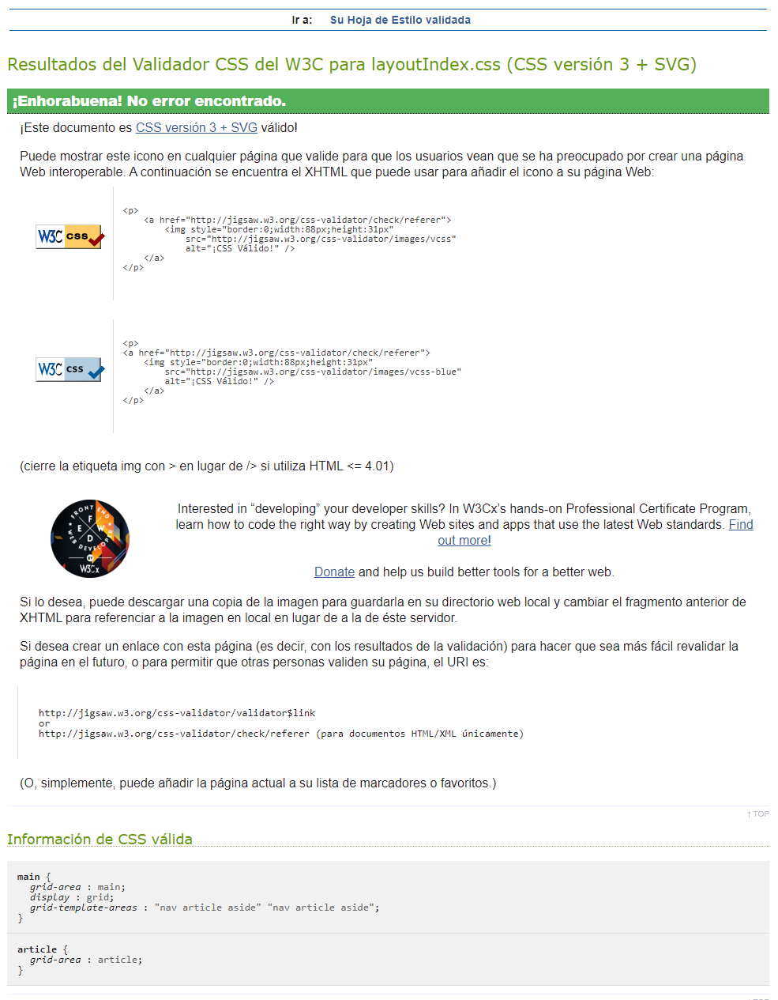 Ir a: Su Hoja de Estilo validada
Resultados del Validador CSS del W3C para layoutIndex.css (CSS versión 3 + SVG)
¡Enhorabuena! No error encontrado.
¡Este documento es CSS versión 3 + SVG válido!
Puede mostrar este icono en cualquier página que valide para que los usuarios vean que se ha preocupado por crear una página
Web interoperable. A continuación se encuentra el XHTML que puede usar para añadir el icono a su página Web:
<p>
<a href="http://jigsaw.w3.org/css-validator/check/referer">
<img style="border:0;width:88px;height:31px"
src="http://jigsaw.w3.org/css-validator/images/vcss"
alt="¡CSS Válido!" />
</a>
</p>
W3C css
<p>
<a href="http://jigsaw.w3.org/css-validator/check/referer">
<img style="border:0;width:88px;height:31px"
src="http://jigsaw.w3.org/css-validator/images/vcss-blue"
alt="¡CSS Válido!" />
</a>
</p>
W3C css
(cierre la etiqueta img con > en lugar de /> si utiliza HTML <= 4.01)
FRONT END
F
E W
D
WEB DEVELOPER
BY
W3Cx
Interested in “developing” your developer skills? In W3Cx’s hands-on Professional Certificate Program,
learn how to code the right way by creating Web sites and apps that use the latest Web standards. Find
out more!
Donate and help us build better tools for a better web.
Si lo desea, puede descargar una copia de la imagen para guardarla en su directorio web local y cambiar el fragmento anterior de
XHTML para referenciar a la imagen en local en lugar de a la de éste servidor.
Si desea crear un enlace con esta página (es decir, con los resultados de la validación) para hacer que sea más fácil revalidar la
página en el futuro, o para permitir que otras personas validen su página, el URI es:
http://jigsaw.w3.org/css-validator/validator$link
or
http://jigsaw.w3.org/css-validator/check/referer (para documentos HTML/XML únicamente)
(O, simplemente, puede añadir la página actual a su lista de marcadores o favoritos.)
↑ TOP
Información de CSS válida
main {
grid-area : main;
display : grid;
grid-template-areas : "nav article aside" "nav article aside";
}
article {
grid-area : article;
}